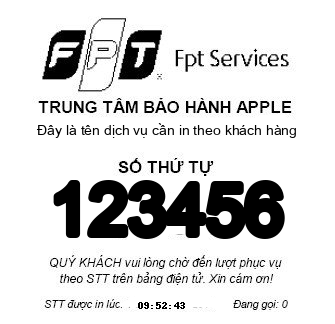 FPT Fpt Services
TRUNG TÂM BẢO HÀNH APPLE
Đây là tên dịch vụ cần in theo khách hàng
SỐ THỨ TỰ
123456
QUÝ KHÁCH vui lòng chờ đến lượt phục vụ
theo STT trên bảng điện tử. Xin cảm ơn!
STT được in lúc. 09:52:43 Đang gọi: 0